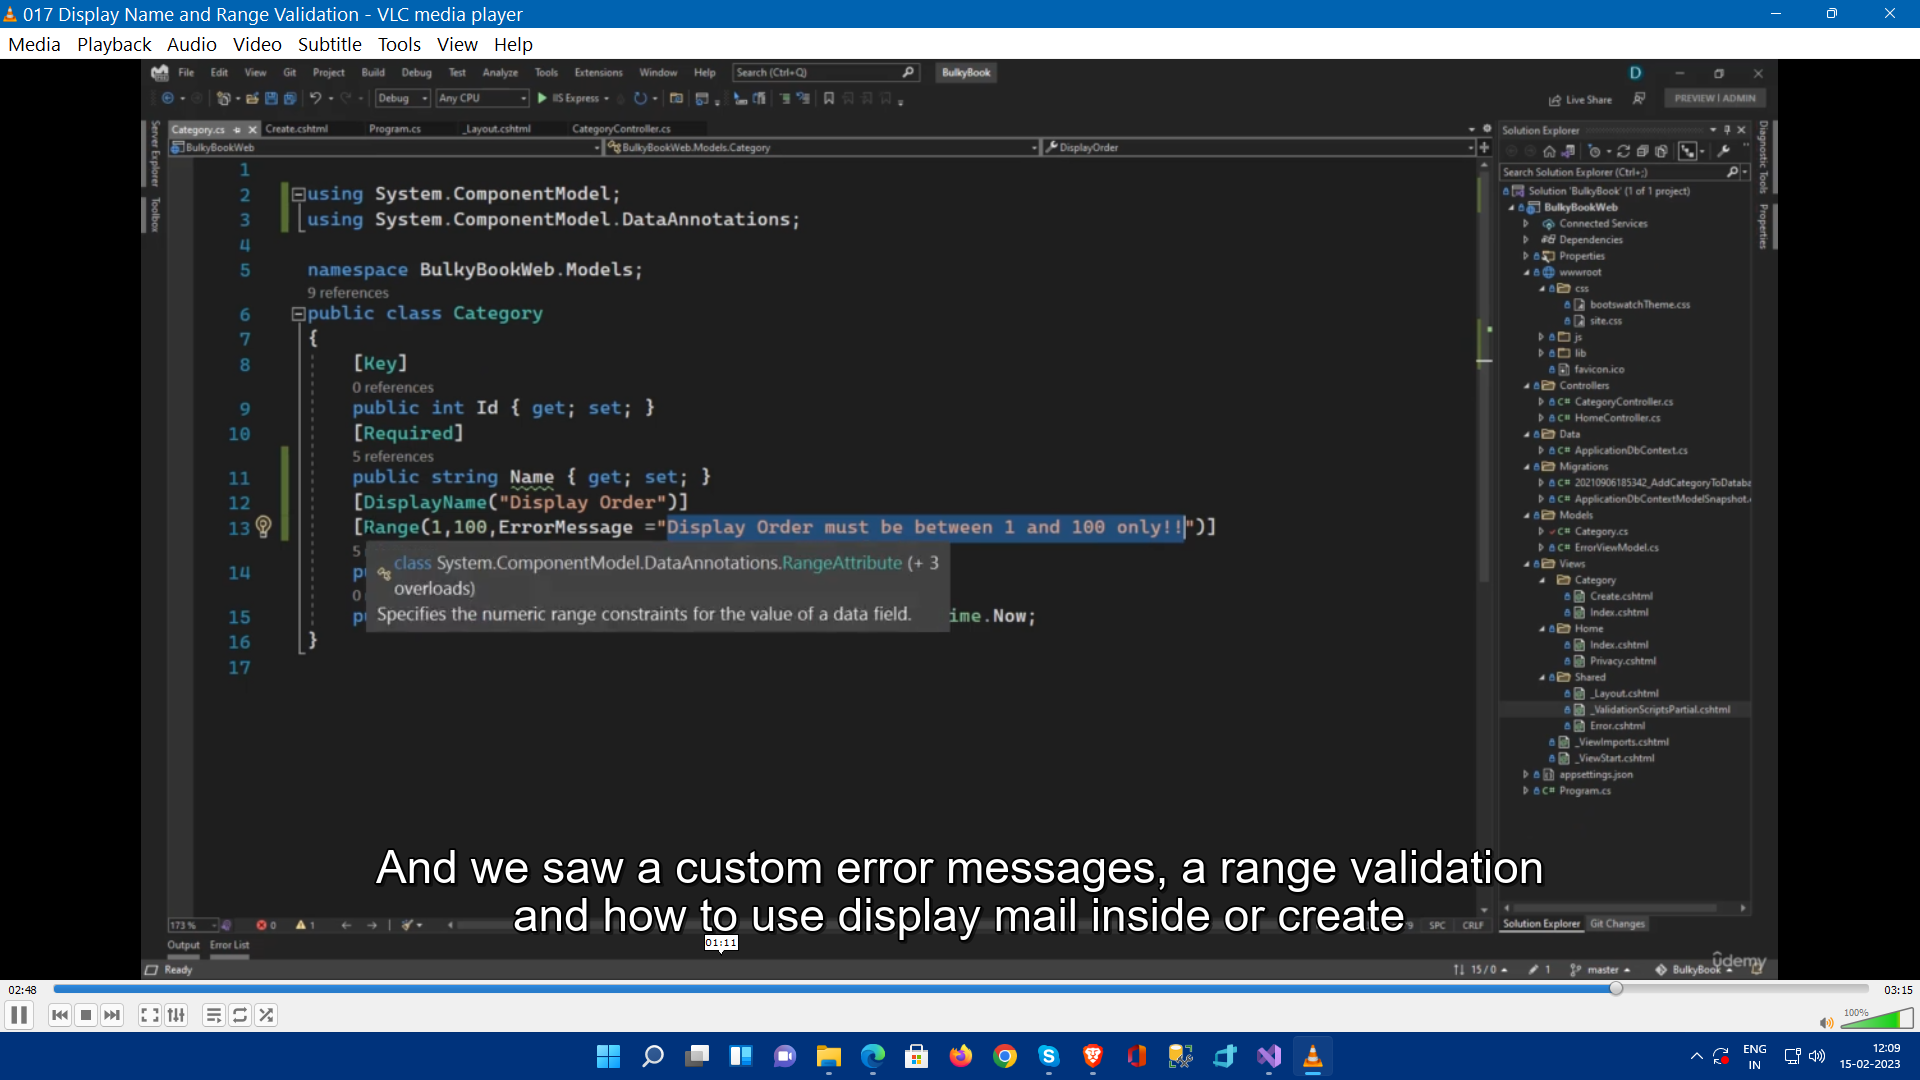 017 Display Name and Range Validation - VLC media player
Media Playback Audio Video Subtitle Tools View Help
File Edit View Git Project Build Debug Test Analyze Tools Extensions Window Help Search (Ctrl+Q) BulkyBook D
Debug Any CPU IIS Express Live Share PREVIEW | ADMIN
Server Explorer
Toolbox
Category.cs Create.cshtml Program.cs _Layout.cshtml CategoryController.cs
BulkyBookWeb BulkyBookWeb.Models.Category DisplayOrder
1
2 using System.ComponentModel;
3 using System.ComponentModel.DataAnnotations;
4
5 namespace BulkyBookWeb.Models;
9 references
6 public class Category
7 {
8 [Key]
0 references
9 public int Id { get; set; }
10 [Required]
5 references
11 public string Name { get; set; }
12 [DisplayName("Display Order")]
13 [Range(1,100,ErrorMessage ="Display Order must be between 1 and 100 only!!")]
5
class System.ComponentModel.DataAnnotations.RangeAttribute (+ 3
14 pu
overloads)
0
Specifies the numeric range constraints for the value of a data field.
15 pu ime.Now;
16 }
17
Solution Explorer
Search Solution Explorer (Ctrl+;)
Solution 'BulkyBook' (1 of 1 project)
BulkyBookWeb
Connected Services
Dependencies
Properties
wwwroot
css
bootswatchTheme.css
site.css
js
lib
favicon.ico
Controllers
C# CategoryController.cs
C# HomeController.cs
Data
C# ApplicationDbContext.cs
Migrations
C# 20210906185342_AddCategoryToDataba
C# ApplicationDbContextModelSnapshot.
Models
C# Category.cs
C# ErrorViewModel.cs
Views
Category
Create.cshtml
Index.cshtml
Home
Index.cshtml
Privacy.cshtml
Shared
_Layout.cshtml
_ValidationScriptsPartial.cshtml
Error.cshtml
_ViewImports.cshtml
_ViewStart.cshtml
appsettings.json
C# Program.cs
Diagnostic Tools
Properties
And we saw a custom error messages, a range validation
and how to use display mail inside or create
173 % 0 1 9 SPC CRLF
Solution Explorer Git Changes
Output Error List
01:11
Ready 15 / 0 1 master BulkyBook
udemy
02:48 03:15
100%
ENG
IN
12:09
15-02-2023